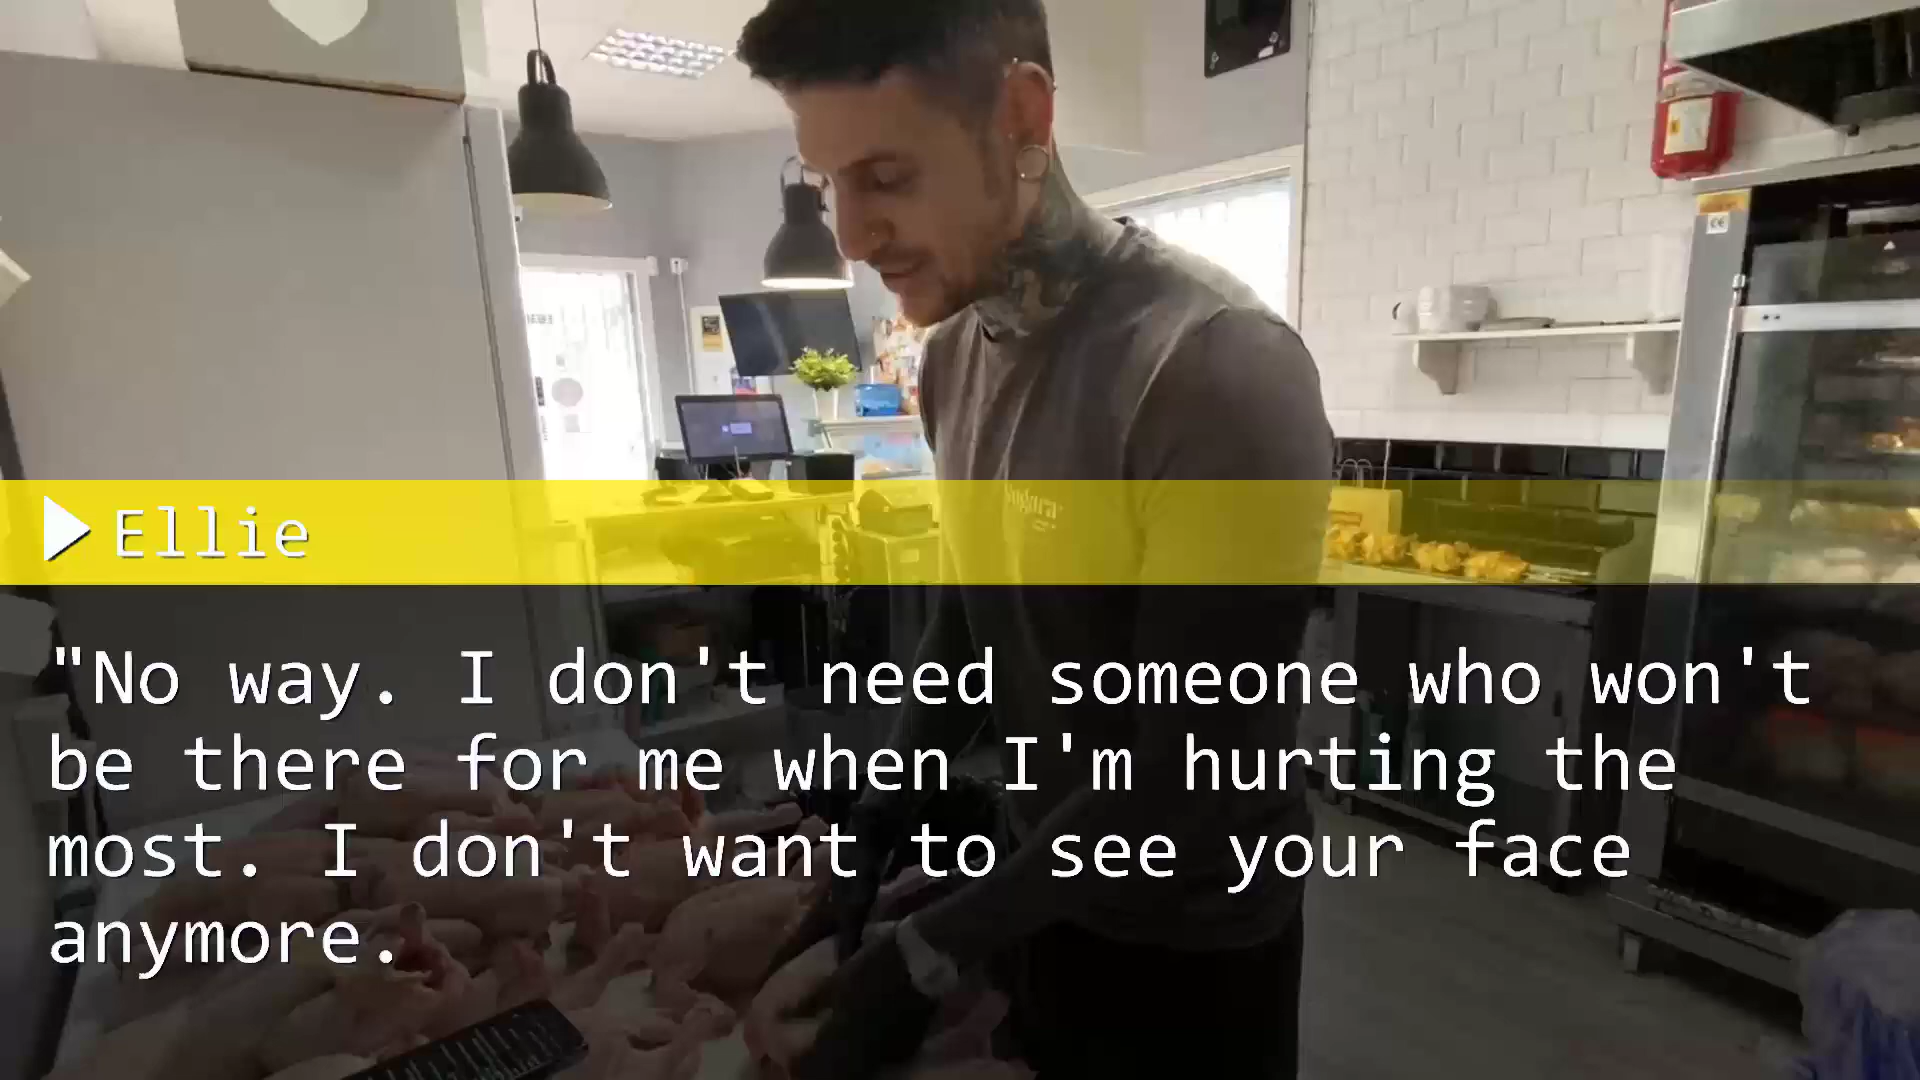 Ellie
"No way. I don't need someone who won't
be there for me when I'm hurting the
most. I don't want to see your face
anymore.